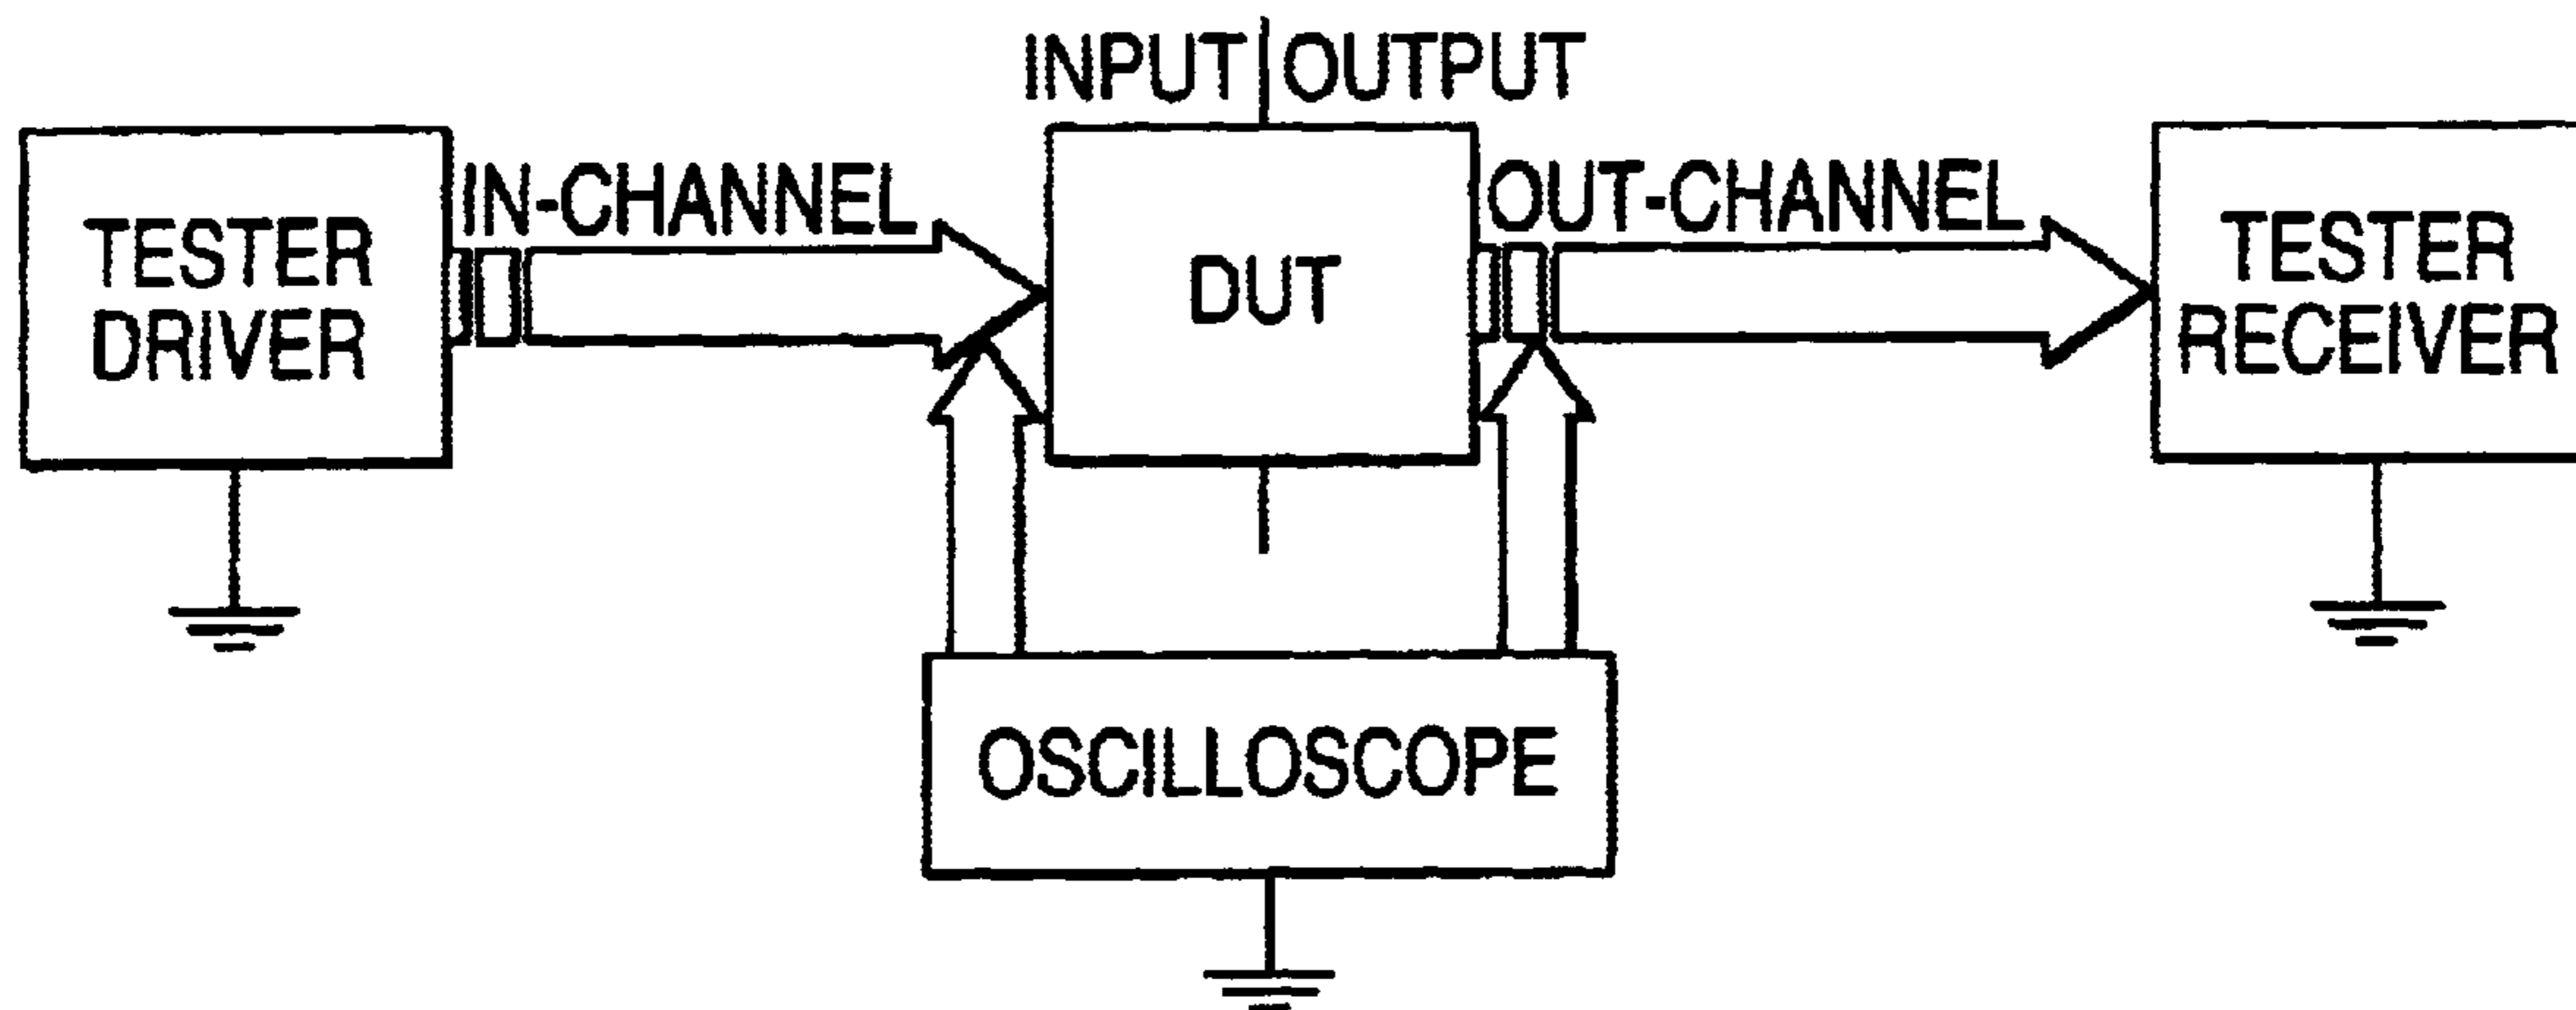 INPUT OUTPUT
TESTER
DRIVER
IN-CHANNEL
DUT
OUT-CHANNEL
TESTER
RECEIVER
OSCILLOSCOPE